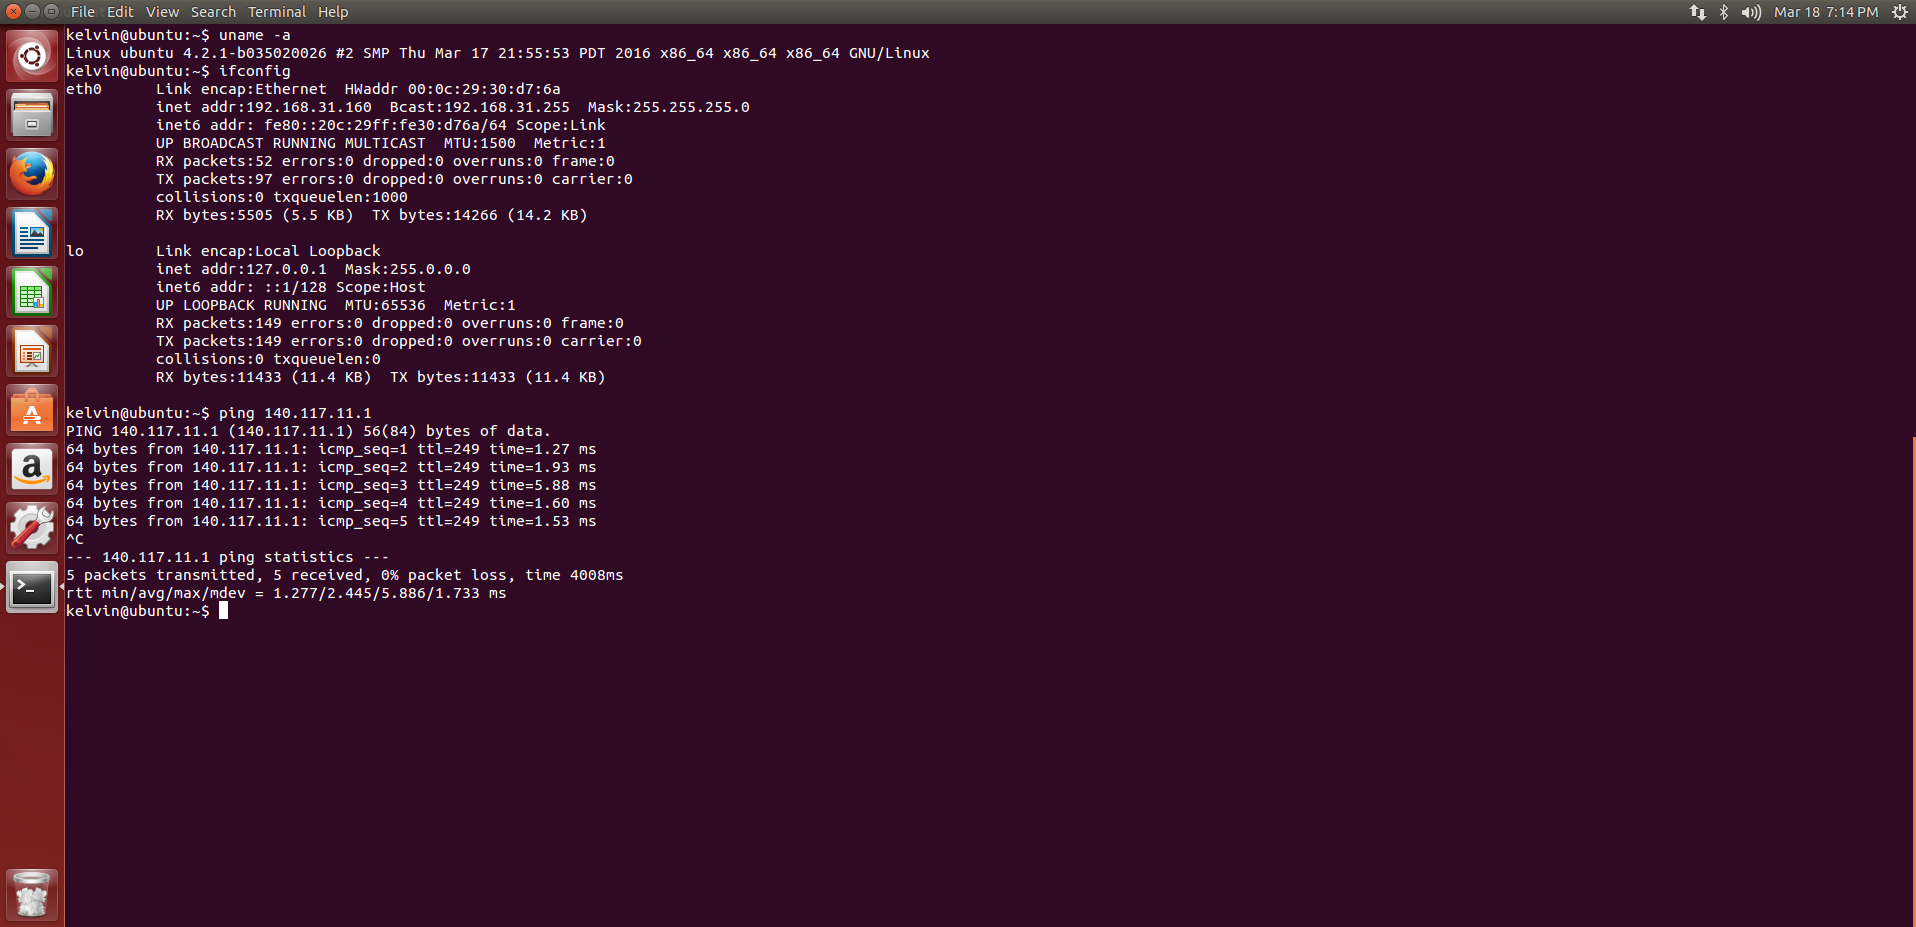 File Edit View Search Terminal Help Mar 18 7:14 PM
kelvin@ubuntu:~$ uname -a
Linux ubuntu 4.2.1-b035020026 #2 SMP Thu Mar 17 21:55:53 PDT 2016 x86_64 x86_64 x86_64 GNU/Linux
kelvin@ubuntu:~$ ifconfig
eth0      Link encap:Ethernet  HWaddr 00:0c:29:30:d7:6a
          inet addr:192.168.31.160  Bcast:192.168.31.255  Mask:255.255.255.0
          inet6 addr: fe80::20c:29ff:fe30:d76a/64 Scope:Link
          UP BROADCAST RUNNING MULTICAST  MTU:1500  Metric:1
          RX packets:52 errors:0 dropped:0 overruns:0 frame:0
          TX packets:97 errors:0 dropped:0 overruns:0 carrier:0
          collisions:0 txqueuelen:1000
          RX bytes:5505 (5.5 KB)  TX bytes:14266 (14.2 KB)

lo        Link encap:Local Loopback
          inet addr:127.0.0.1  Mask:255.0.0.0
          inet6 addr: ::1/128 Scope:Host
          UP LOOPBACK RUNNING  MTU:65536  Metric:1
          RX packets:149 errors:0 dropped:0 overruns:0 frame:0
          TX packets:149 errors:0 dropped:0 overruns:0 carrier:0
          collisions:0 txqueuelen:0
          RX bytes:11433 (11.4 KB)  TX bytes:11433 (11.4 KB)

kelvin@ubuntu:~$ ping 140.117.11.1
PING 140.117.11.1 (140.117.11.1) 56(84) bytes of data.
64 bytes from 140.117.11.1: icmp_seq=1 ttl=249 time=1.27 ms
64 bytes from 140.117.11.1: icmp_seq=2 ttl=249 time=1.93 ms
64 bytes from 140.117.11.1: icmp_seq=3 ttl=249 time=5.88 ms
64 bytes from 140.117.11.1: icmp_seq=4 ttl=249 time=1.60 ms
64 bytes from 140.117.11.1: icmp_seq=5 ttl=249 time=1.53 ms
^C
--- 140.117.11.1 ping statistics ---
5 packets transmitted, 5 received, 0% packet loss, time 4008ms
rtt min/avg/max/mdev = 1.277/2.445/5.886/1.733 ms
kelvin@ubuntu:~$